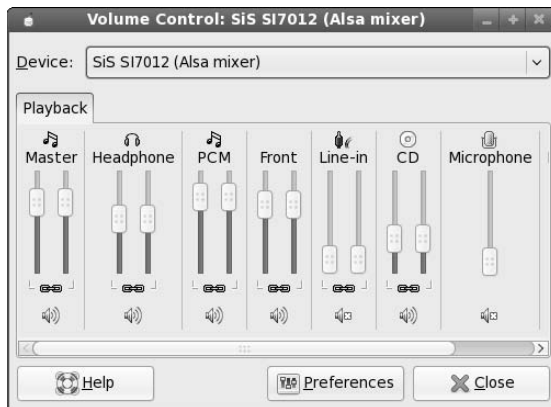 Volume Control: SiS SI7012 (Alsa mixer)
Device: SiS SI7012 (Alsa mixer)
Playback
Master Headphone PCM Front Line-in CD Microphone
Help Preferences Close